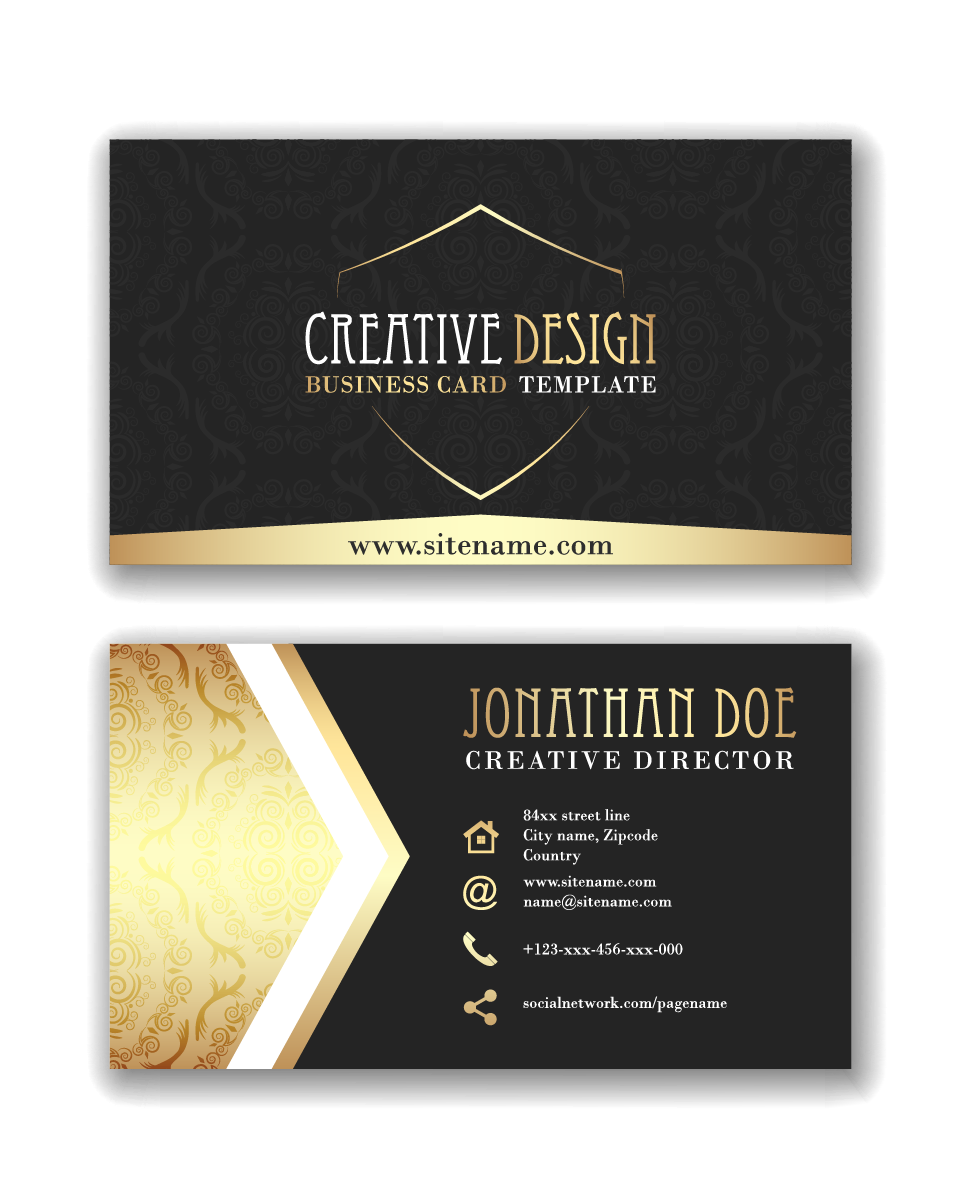 CREATIVE DESIGN
BUSINESS CARD TEMPLATE
www.sitename.com
JONATHAN DOE
CREATIVE DIRECTOR
84xx street line
City name, Zipcode
Country
www.sitename.com
name@sitename.com
+123-xxx-456-xxx-000
socialnetwork.com/pagename